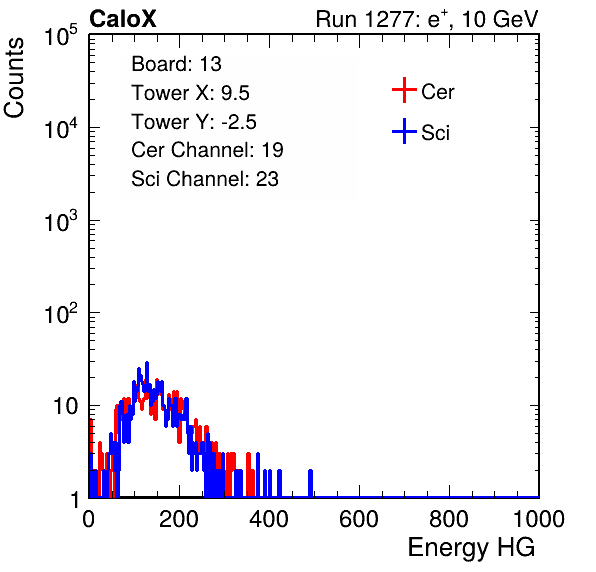 CaloX Run 1277: e⁺, 10 GeV
Counts
10⁵
10⁴
10³
10²
10
1
Board: 13
Tower X: 9.5
Tower Y: -2.5
Cer Channel: 19
Sci Channel: 23
Cer
Sci
0 200 400 600 800 1000
Energy HG